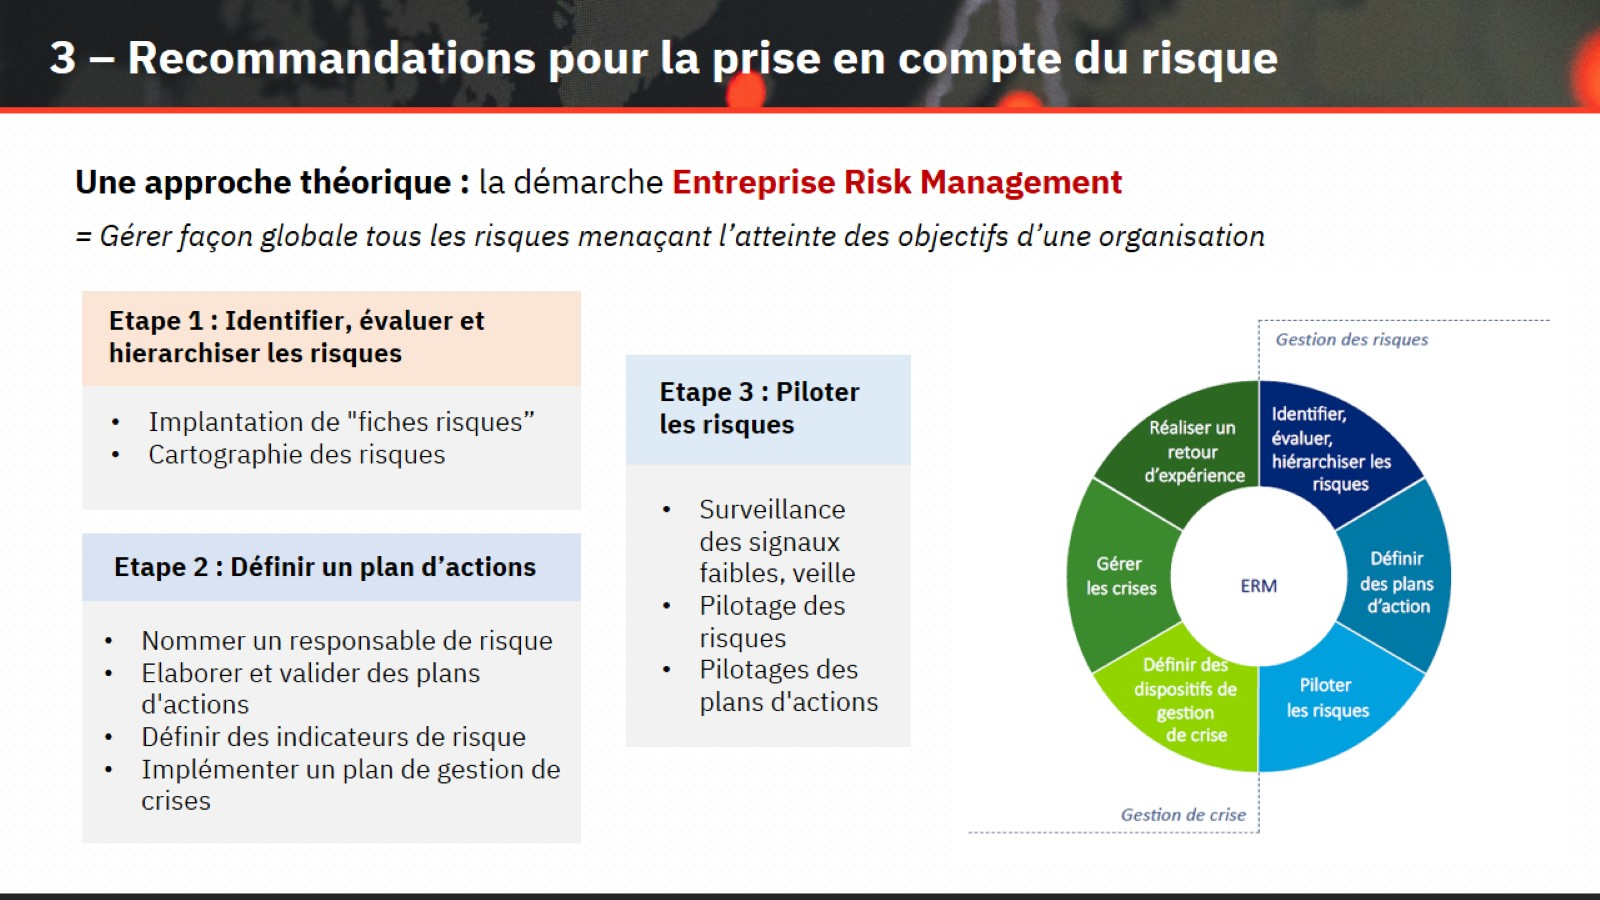 3 – Recommandations pour la prise en compte du risque
Une approche théorique : la démarche Entreprise Risk Management
= Gérer façon globale tous les risques menaçant l’atteinte des objectifs d’une organisation
Etape 1 : Identifier, évaluer et
hierarchiser les risques
• Implantation de "fiches risques”
• Cartographie des risques
Etape 2 : Définir un plan d’actions
• Nommer un responsable de risque
• Elaborer et valider des plans
d'actions
• Définir des indicateurs de risque
• Implémenter un plan de gestion de
crises
Etape 3 : Piloter
les risques
• Surveillance
des signaux
faibles, veille
• Pilotage des
risques
• Pilotages des
plans d'actions
Gestion des risques
Identifier,
évaluer,
hiérarchiser les
risques
Définir
des plans
d’action
Piloter
les risques
Définir des
dispositifs de
gestion
de crise
Gérer
les crises
Réaliser un
retour
d’expérience
ERM
Gestion de crise